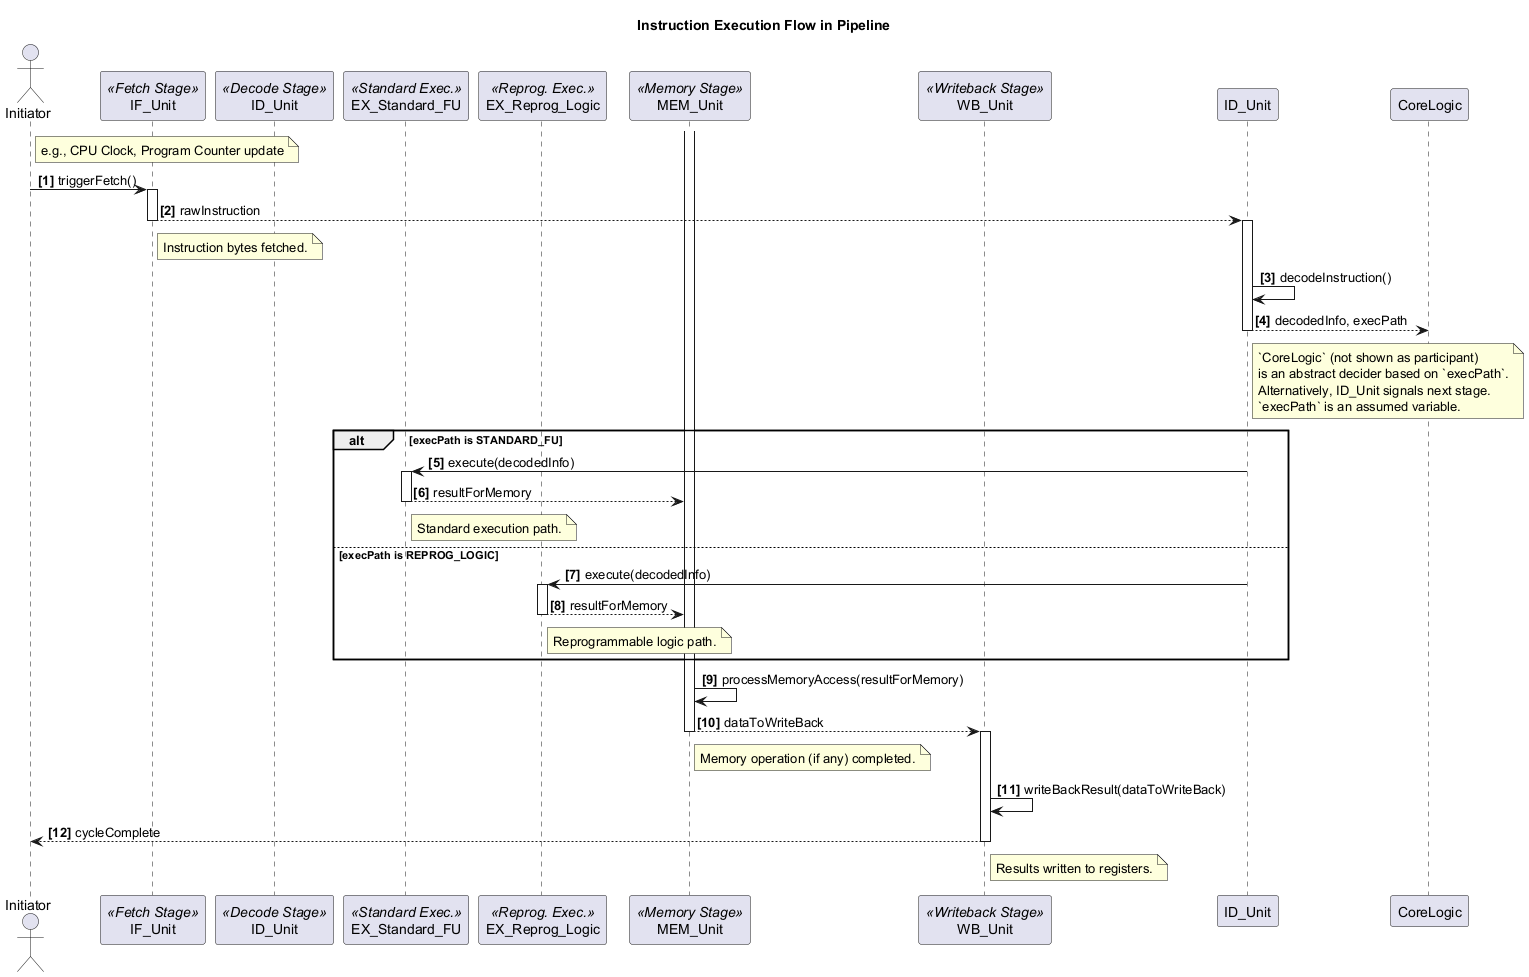 Instruction Execution Flow in Pipeline
Initiator
«Fetch Stage»
IF_Unit
«Decode Stage»
ID_Unit
«Standard Exec.»
EX_Standard_FU
«Reprog. Exec.»
EX_Reprog_Logic
«Memory Stage»
MEM_Unit
«Writeback Stage»
WB_Unit
ID_Unit
CoreLogic
e.g., CPU Clock, Program Counter update
[1] triggerFetch()
[2] rawInstruction
Instruction bytes fetched.
[3] decodeInstruction()
[4] decodedInfo, execPath
`CoreLogic` (not shown as participant)
is an abstract decider based on `execPath`.
Alternatively, ID_Unit signals next stage.
`execPath` is an assumed variable.
alt [execPath is STANDARD_FU]
[5] execute(decodedInfo)
[6] resultForMemory
Standard execution path.
[execPath is REPROG_LOGIC]
[7] execute(decodedInfo)
[8] resultForMemory
Reprogrammable logic path.
[9] processMemoryAccess(resultForMemory)
[10] dataToWriteBack
Memory operation (if any) completed.
[11] writeBackResult(dataToWriteBack)
[12] cycleComplete
Results written to registers.
Initiator
«Fetch Stage»
IF_Unit
«Decode Stage»
ID_Unit
«Standard Exec.»
EX_Standard_FU
«Reprog. Exec.»
EX_Reprog_Logic
«Memory Stage»
MEM_Unit
«Writeback Stage»
WB_Unit
ID_Unit
CoreLogic